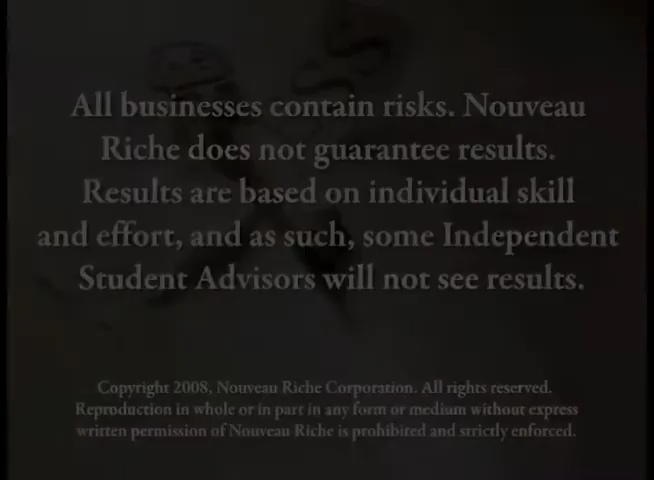 All businesses contain risks. Nouveau
Riche does not guarantee results.
Results are based on individual skill
and effort, and as such, some Independent
Student Advisors will not see results.
Copyright 2008, Nouveau Riche Corporation. All rights reserved.
Reproduction in whole or in part in any form or medium without express
written permission of Nouveau Riche is prohibited and strictly enforced.